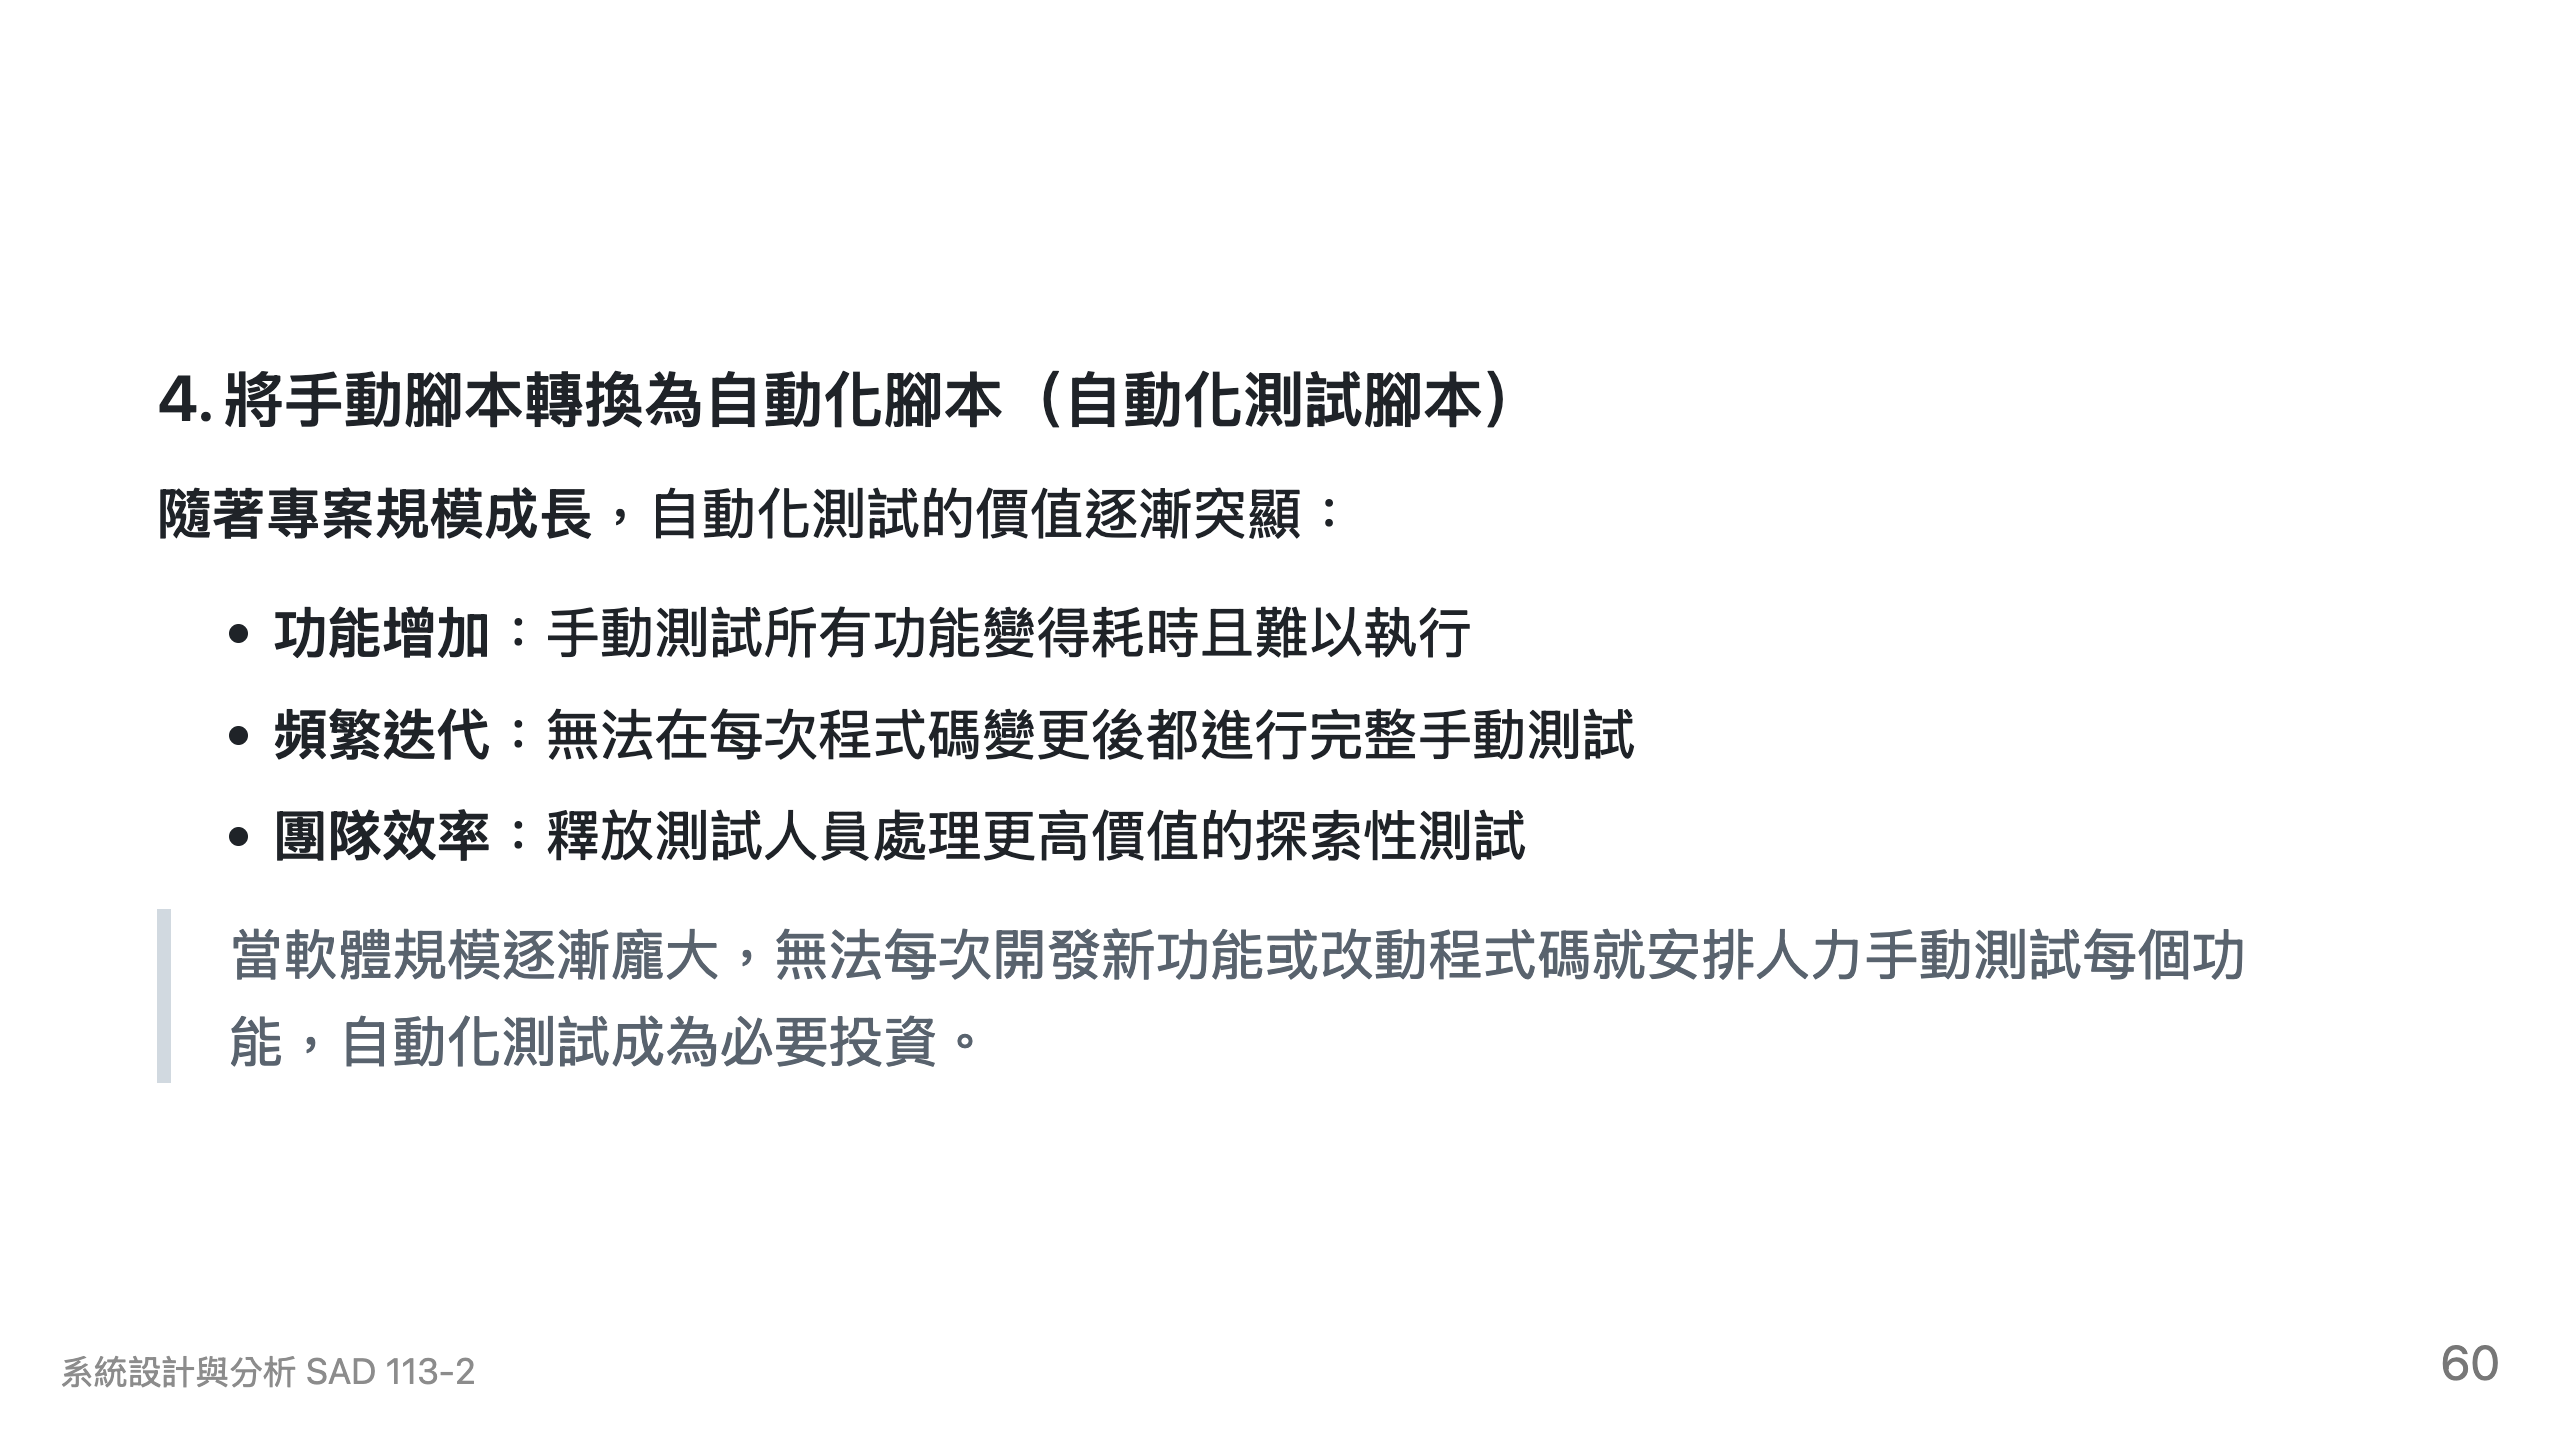 4. 將手動腳本轉換為自動化腳本（自動化測試腳本）
隨著專案規模成長，自動化測試的價值逐漸突顯：
• 功能增加：手動測試所有功能變得耗時且難以執行
• 頻繁迭代：無法在每次程式碼變更後都進行完整手動測試
• 團隊效率：釋放測試人員處理更高價值的探索性測試
當軟體規模逐漸龐大，無法每次開發新功能或改動程式碼就安排人力手動測試每個功
能，自動化測試成為必要投資。
系統設計與分析 SAD 113-2
60